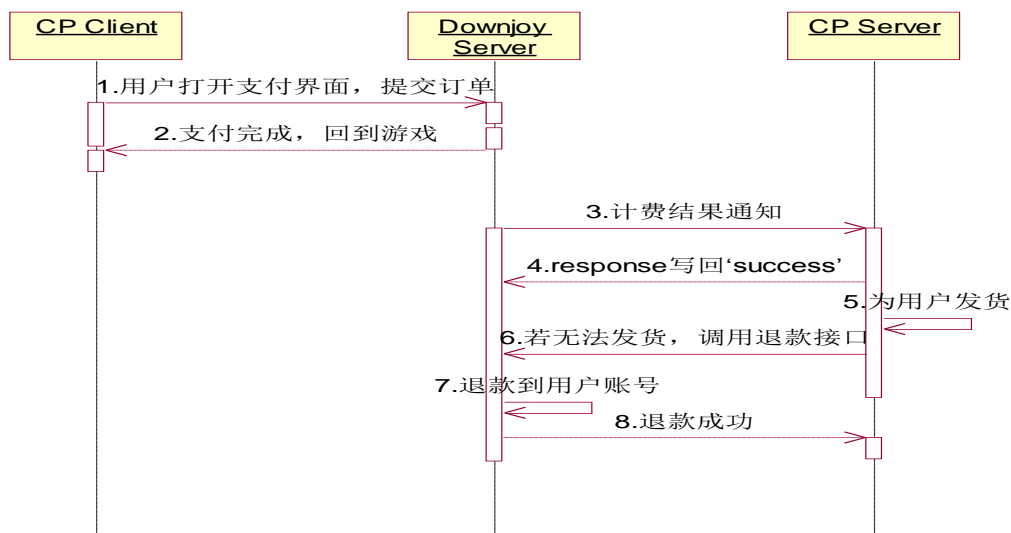 CP Client
Downjoy
Server
CP Server
1.用户打开支付界面，提交订单
2.支付完成，回到游戏
3.计费结果通知
4.response写回‘success’
5.为用户发货
6.若无法发货，调用退款接口
7.退款到用户账号
8.退款成功